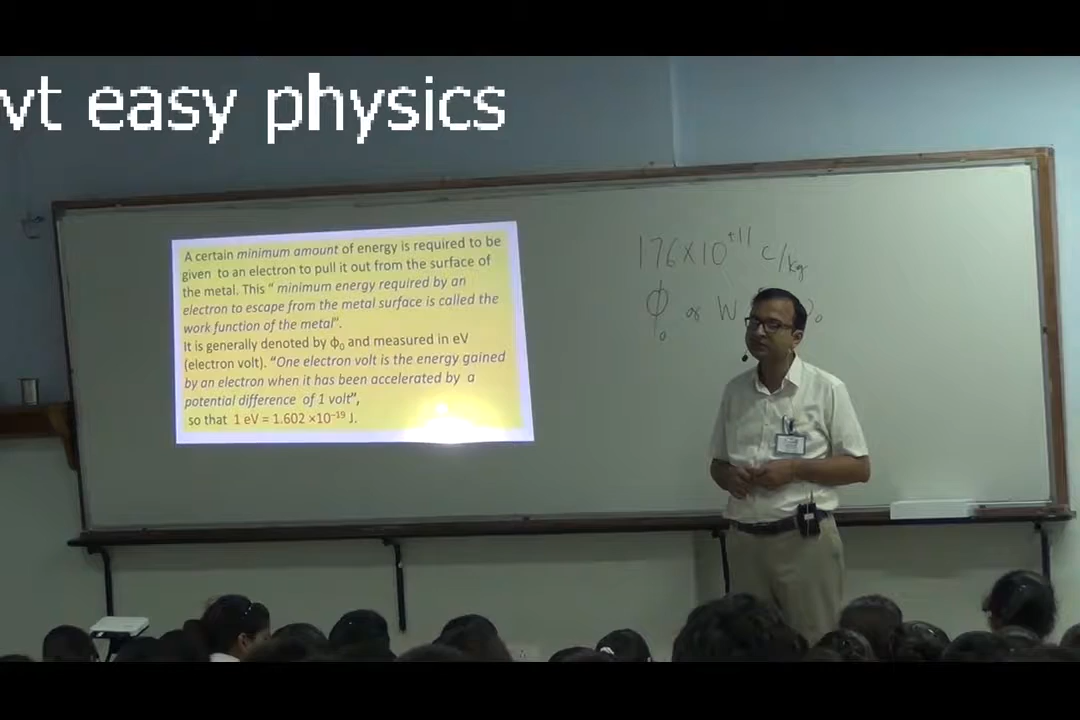 vt easy physics
A certain minimum amount of energy is required to be
given to an electron to pull it out from the surface of
the metal. This “ minimum energy required by an
electron to escape from the metal surface is called the
work function of the metal”.
It is generally denoted by ϕ₀ and measured in eV
(electron volt). “One electron volt is the energy gained
by an electron when it has been accelerated by a
potential difference of 1 volt”,
so that 1 eV = 1.602 ×10⁻¹⁹ J.
176×10⁺¹¹ C/kg
ϕ₀ or W